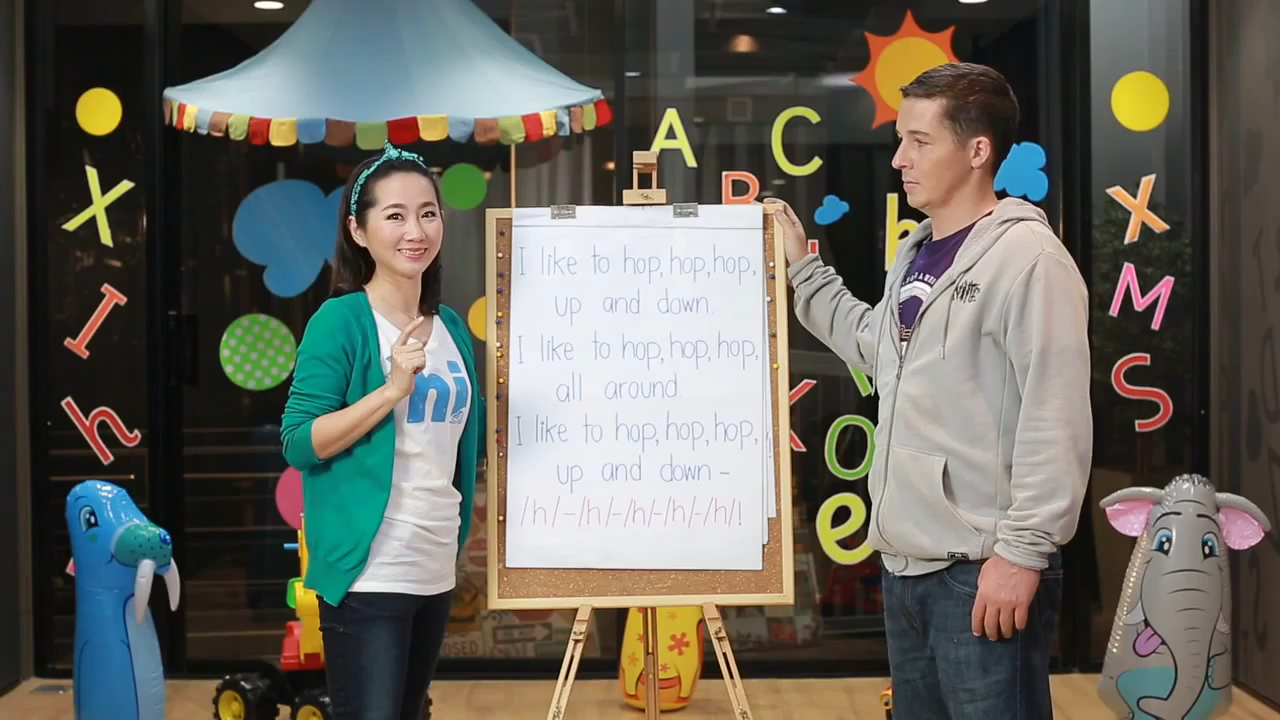 I like to hop, hop, hop,
up and down.
I like to hop, hop, hop,
all around
I like to hop, hop, hop,
up and down –
/h/-/h/-/h/-/h/-/h/!
A
C
B
h
X
I
h
X
M
S
K
o
e
ni